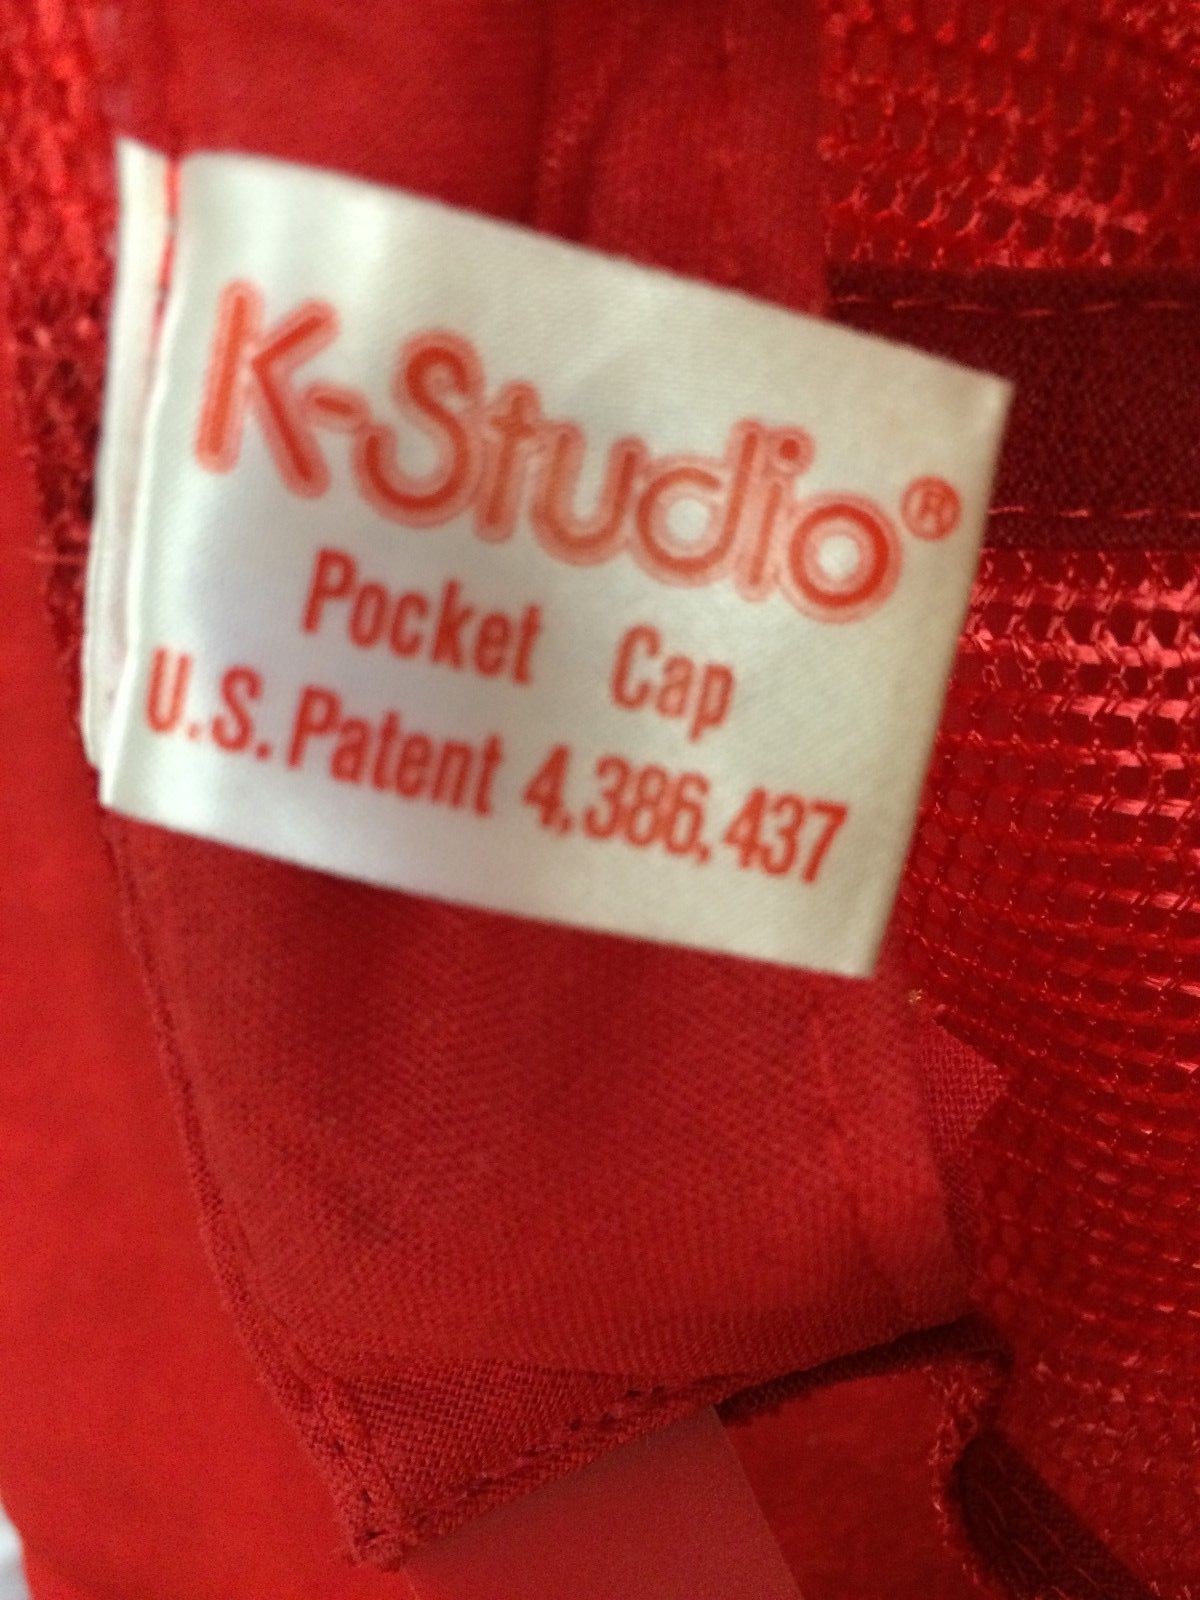 K-Studio®
Pocket Cap
U.S. Patent 4,386,437